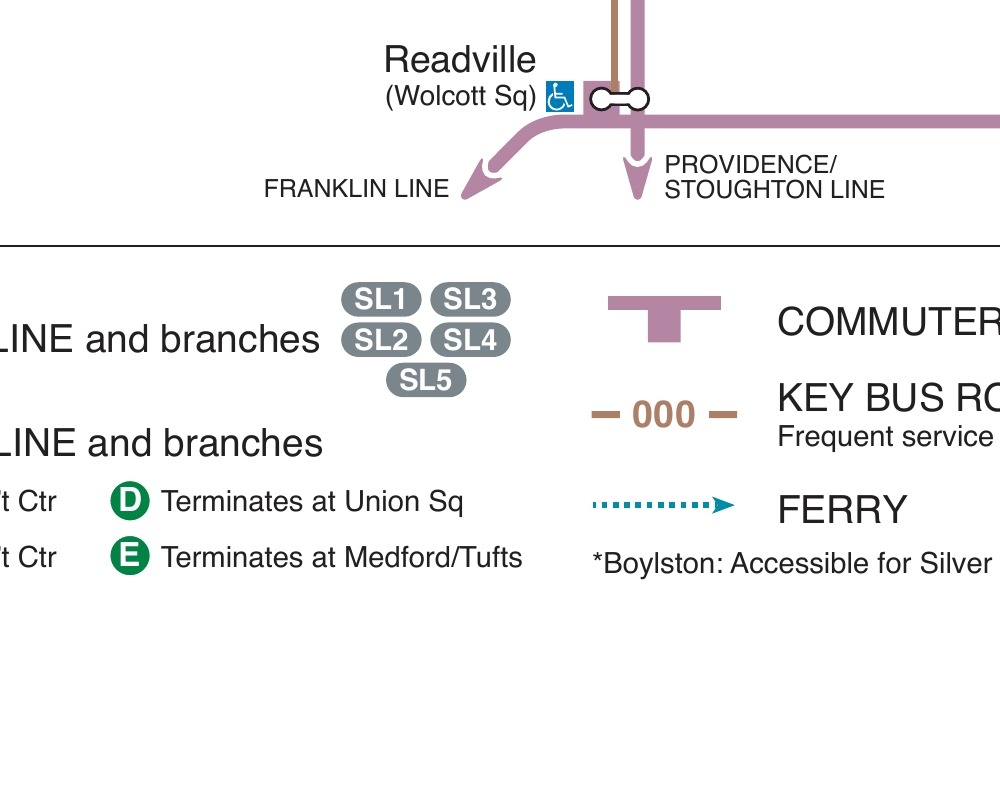 Readville
(Wolcott Sq)
FRANKLIN LINE
PROVIDENCE/
STOUGHTON LINE
LINE and branches
SL1 SL3
SL2 SL4
SL5
LINE and branches
't Ctr
D Terminates at Union Sq
't Ctr
E Terminates at Medford/Tufts
COMMUTER
000
KEY BUS RO
Frequent service
FERRY
*Boylston: Accessible for Silver